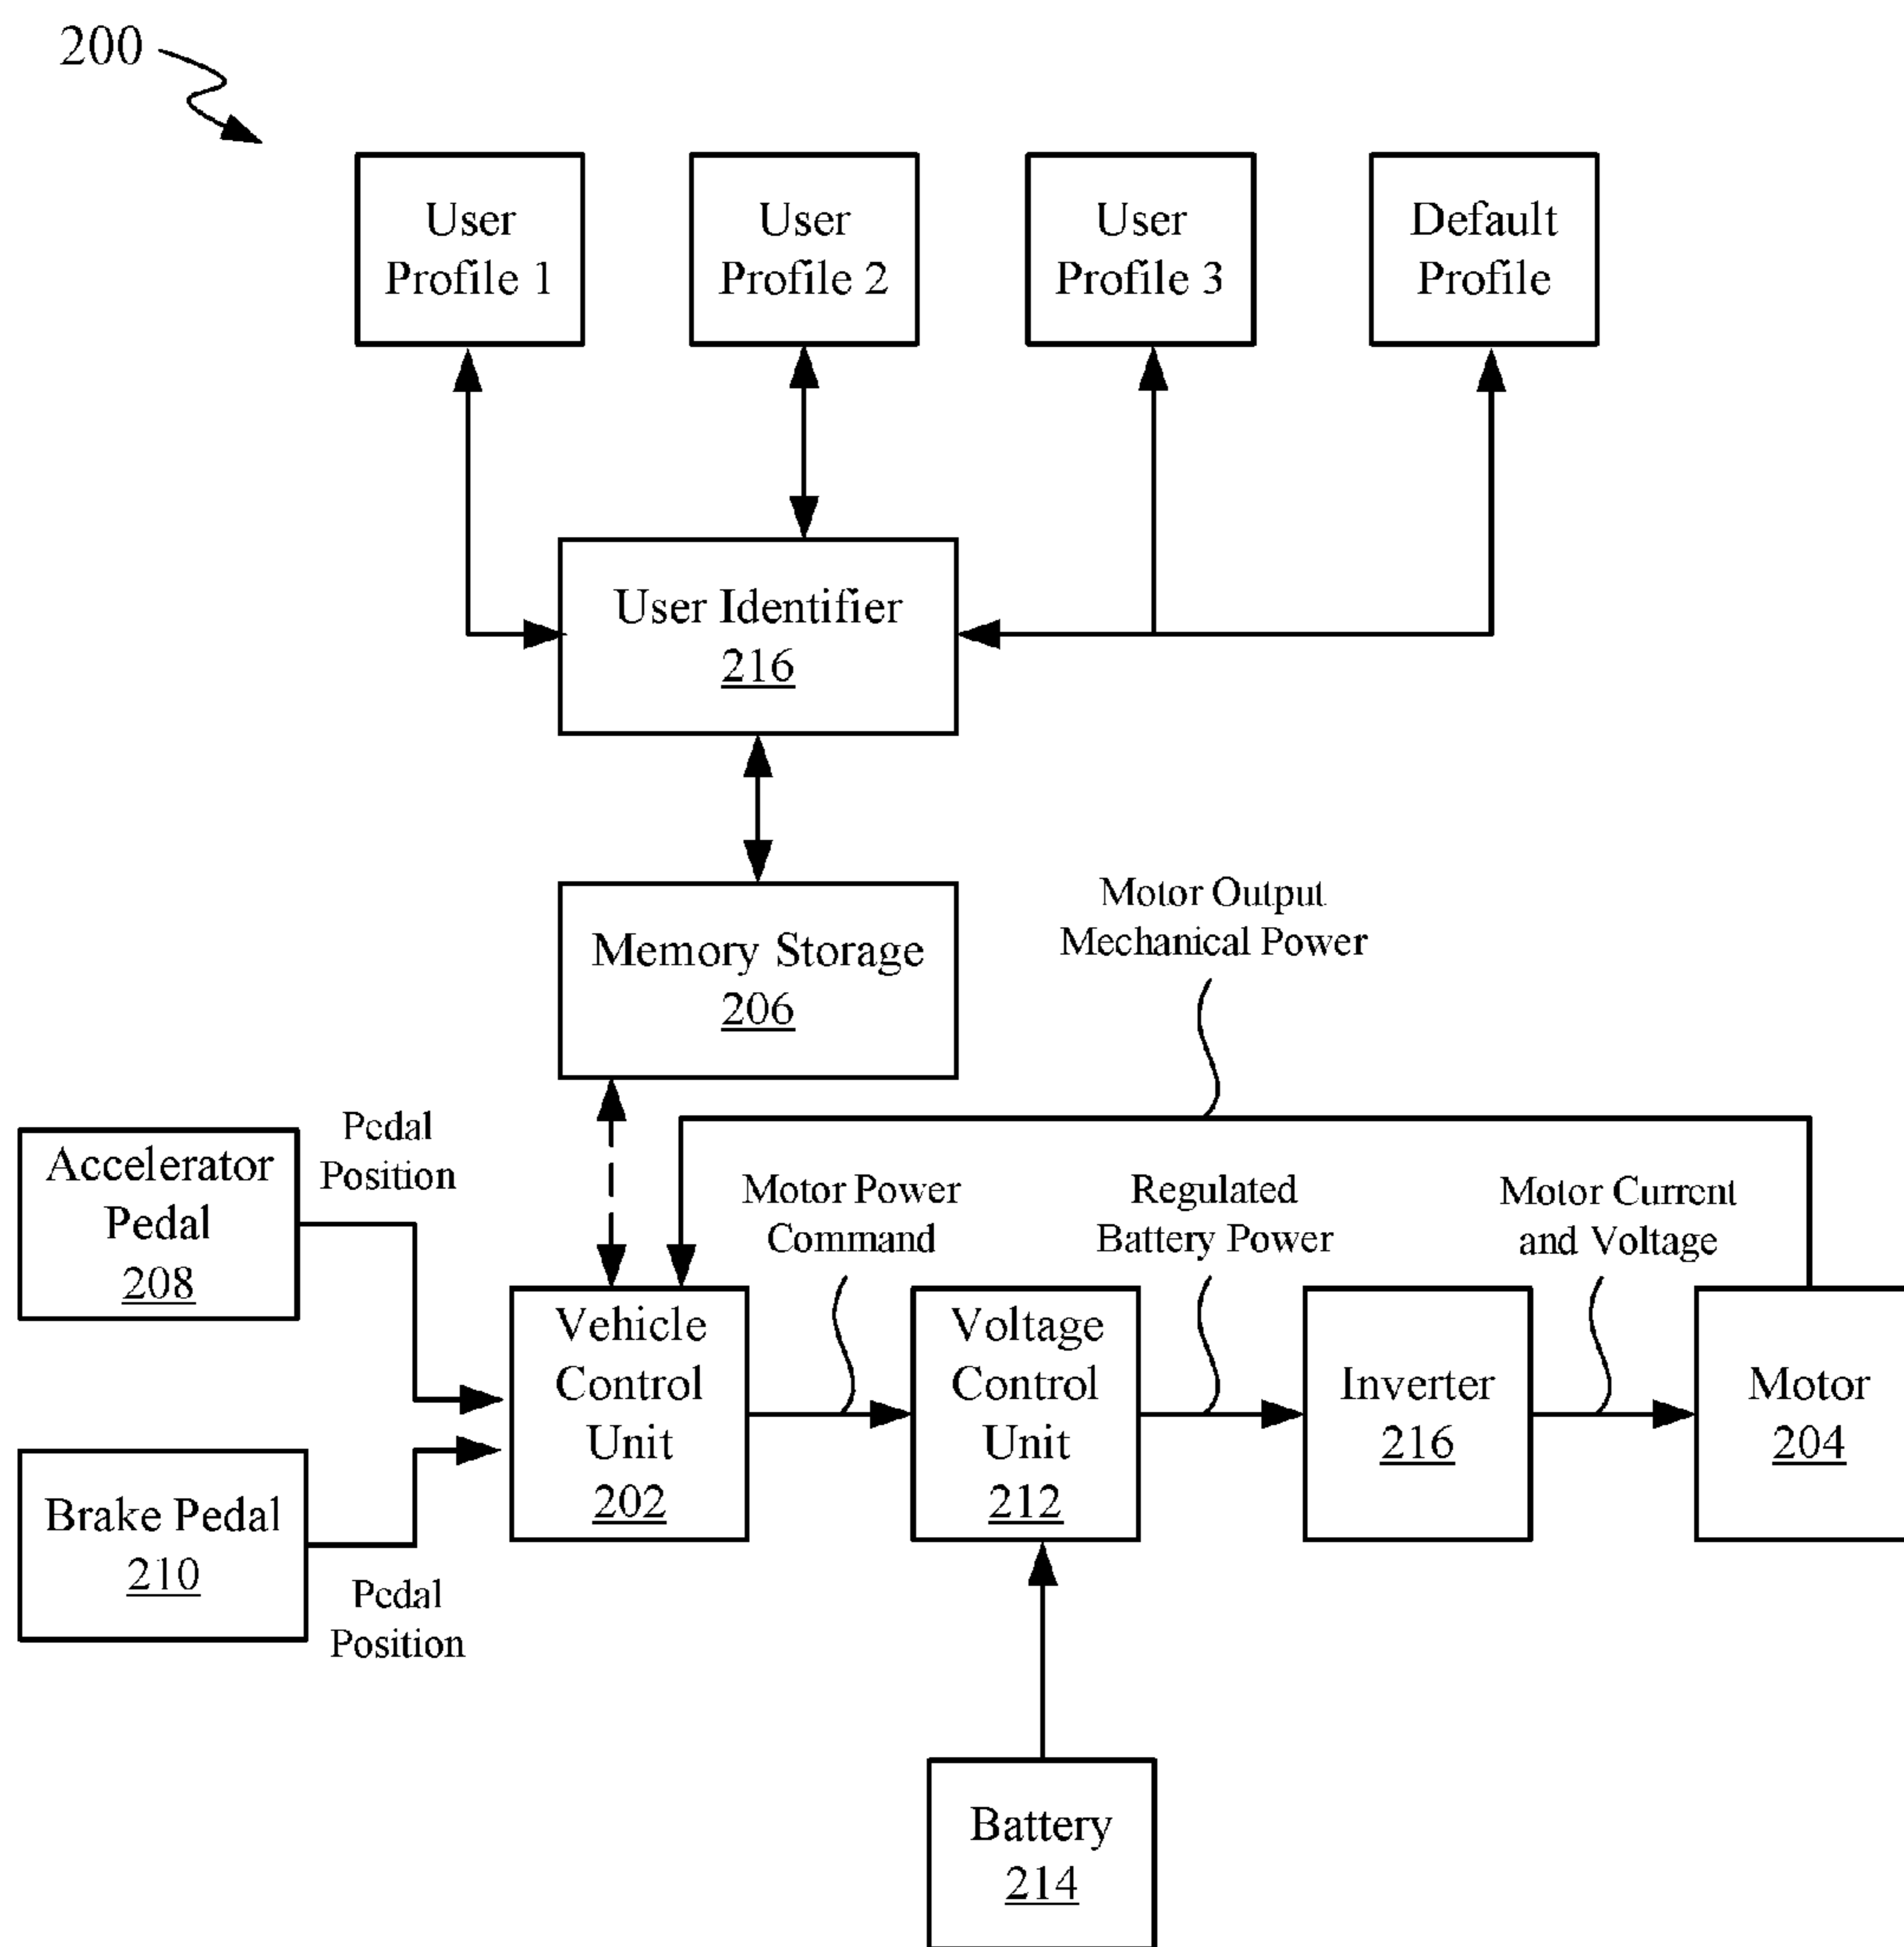 200
User
Profile 1
User
Profile 2
User
Profile 3
Default
Profile
User Identifier
216
Memory Storage
206
Motor Output
Mechanical Power
Accelerator
Pedal
208
Pedal
Position
Motor Power
Command
Regulated
Battery Power
Motor Current
and Voltage
Vehicle
Control
Unit
202
Voltage
Control
Unit
212
Inverter
216
Motor
204
Brake Pedal
210
Pedal
Position
Battery
214